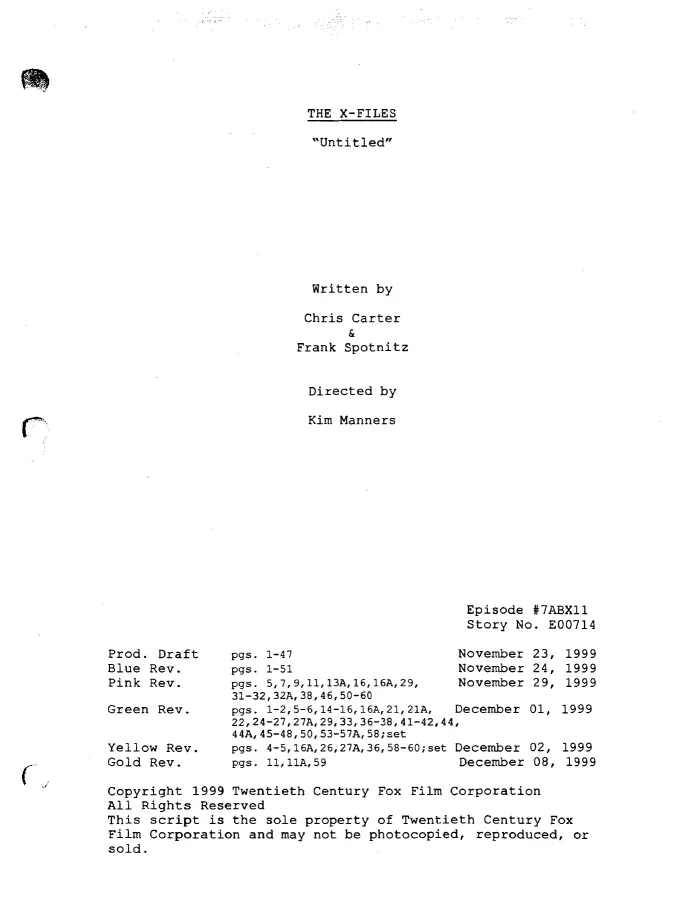 THE X-FILES
"Untitled"
Written by
Chris Carter
&
Frank Spotnitz
Directed by
Kim Manners
Episode #7ABX11
Story No. E00714
Prod. Draft pgs. 1-47 November 23, 1999
Blue Rev. pgs. 1-51 November 24, 1999
Pink Rev. pgs. 5,7,9,11,13A,16,16A,29, November 29, 1999
31-32,32A,38,46,50-60
Green Rev. pgs. 1-2,5-6,14-16,16A,21,21A, December 01, 1999
22,24-27,27A,29,33,36-38,41-42,44,
44A,45-48,50,53-57A,58;set
Yellow Rev. pgs. 4-5,16A,26,27A,36,58-60;set December 02, 1999
Gold Rev. pgs. 11,11A,59 December 08, 1999
Copyright 1999 Twentieth Century Fox Film Corporation
All Rights Reserved
This script is the sole property of Twentieth Century Fox
Film Corporation and may not be photocopied, reproduced, or
sold.